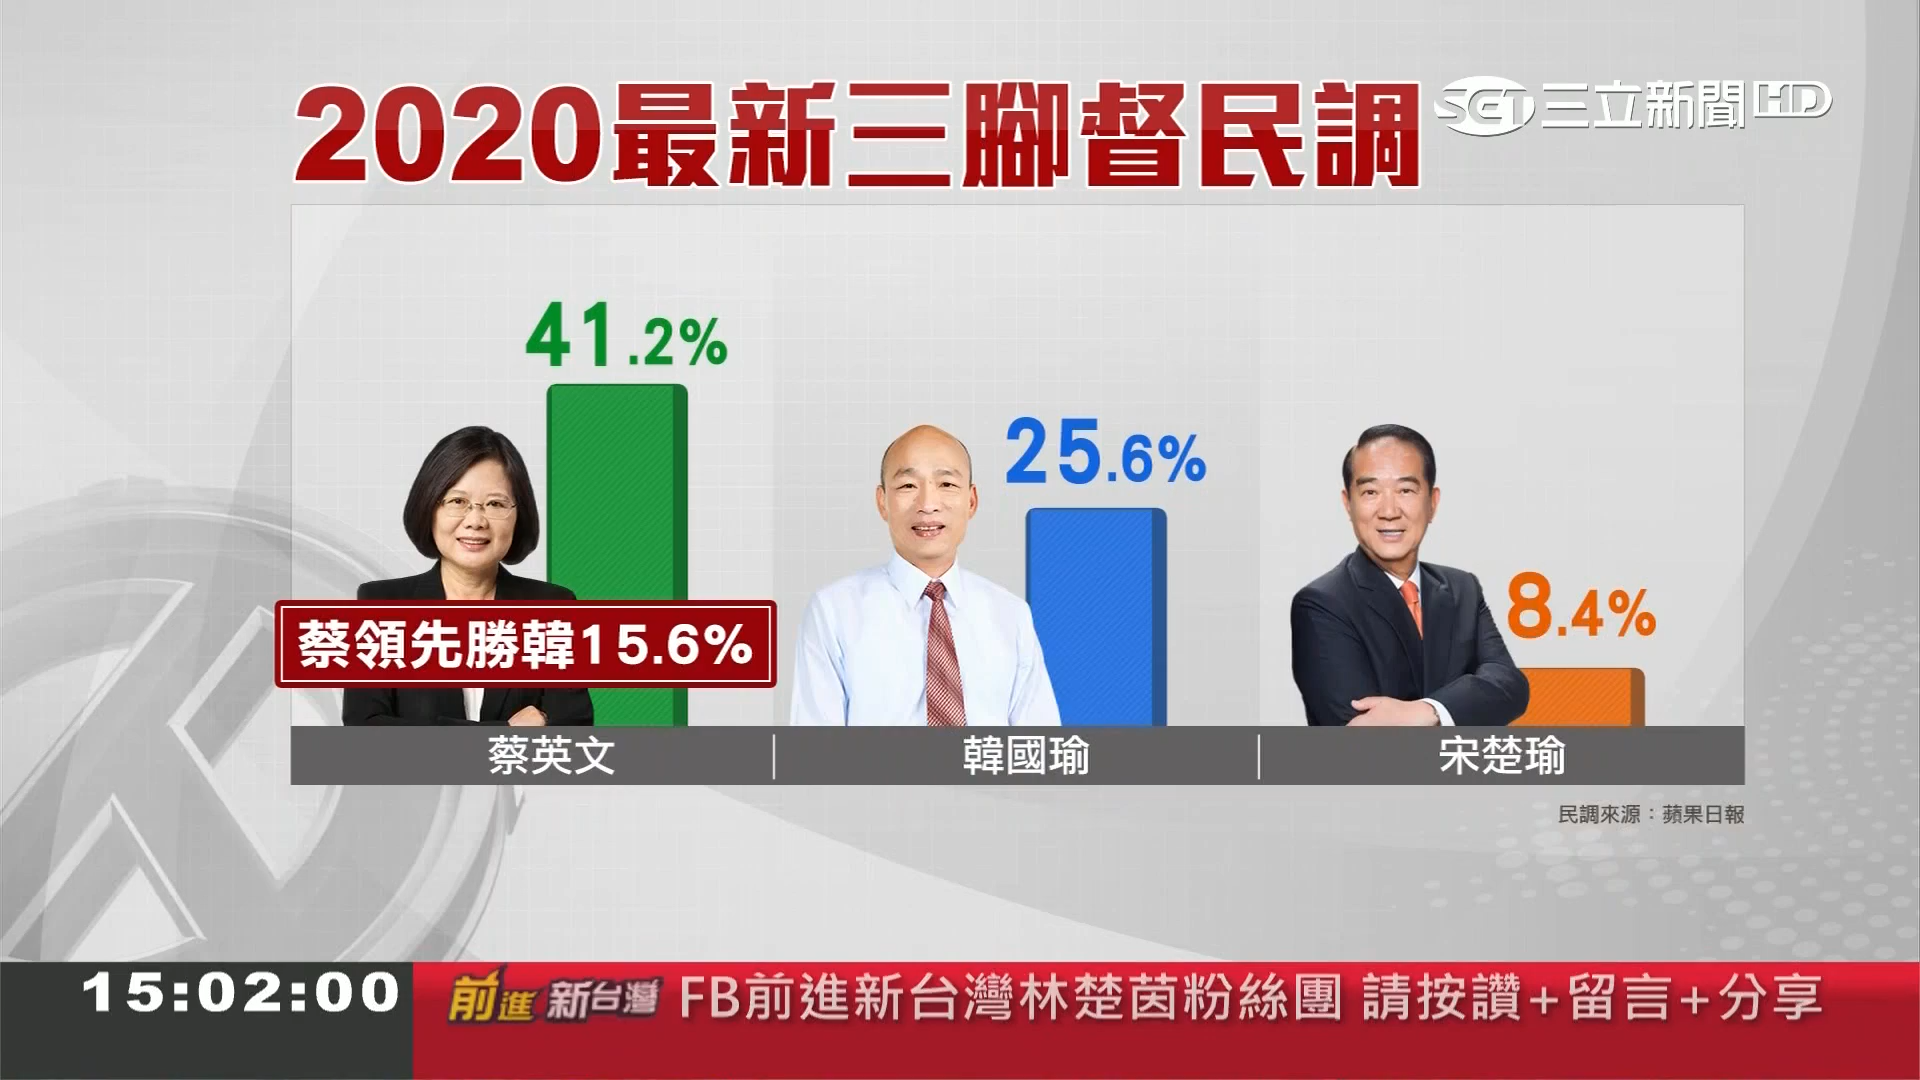 2020最新三腳督民調
SET三立新聞HD
41.2%
25.6%
8.4%
蔡領先勝韓15.6%
蔡英文
韓國瑜
宋楚瑜
民調來源：蘋果日報
15:02:00
前進新台灣
FB前進新台灣林楚茵粉絲團 請按讚+留言+分享